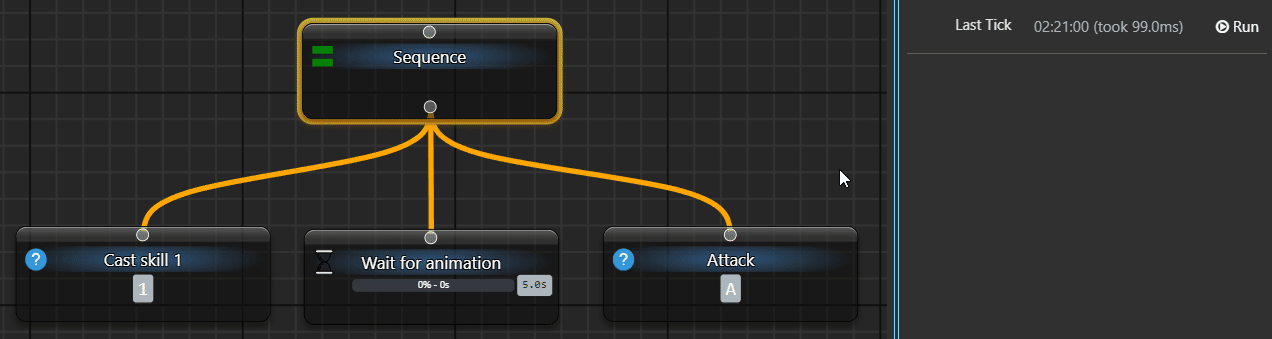 Last Tick 02:21:00 (took 99.0ms) Run
Sequence
? Cast skill 1
1
Wait for animation
0% - 0s 5.0s
? Attack
A